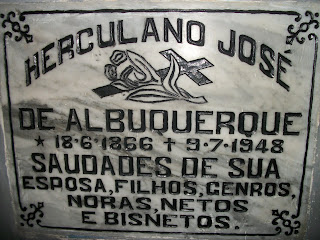 HERCULANO JOSÉ
DE ALBUQUERQUE
* 18-6-1866 ✝ 9-7-1948
SAUDADES DE SUA
ESPOSA, FILHOS, GENROS,
NORAS, NETOS
E BISNETOS.